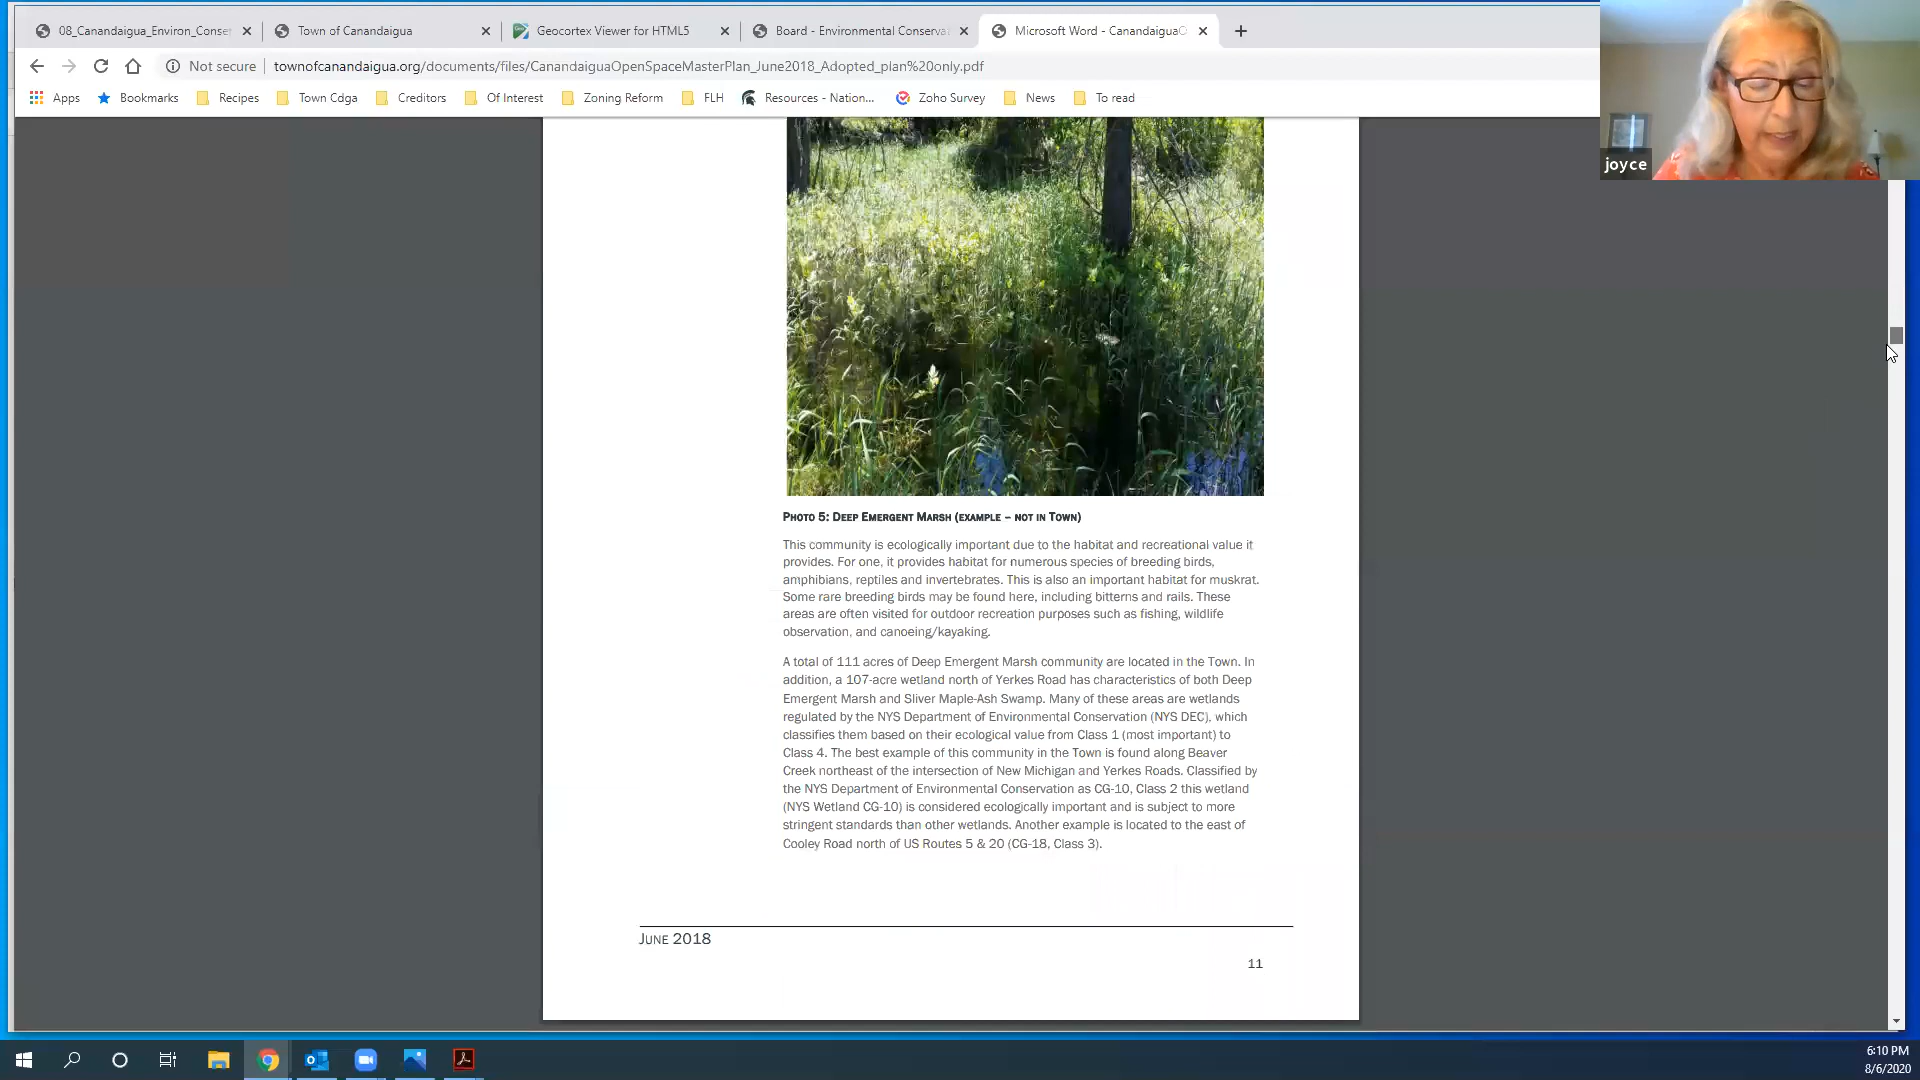 08_Canandaigua_Environ_Conse
Town of Canandaigua
Geocortex Viewer for HTML5
Board - Environmental Conserva
Microsoft Word - Canandaigua
Not secure
townofcanandaigua.org/documents/files/CanandaiguaOpenSpaceMasterPlan_June2018_Adopted_plan%20only.pdf
Apps
Bookmarks
Recipes
Town Cdga
Creditors
Of Interest
Zoning Reform
FLH
Resources - Nation...
Zoho Survey
News
To read
joyce
PHOTO 5: DEEP EMERGENT MARSH (EXAMPLE – NOT IN TOWN)
This community is ecologically important due to the habitat and recreational value it
provides. For one, it provides habitat for numerous species of breeding birds,
amphibians, reptiles and invertebrates. This is also an important habitat for muskrat.
Some rare breeding birds may be found here, including bitterns and rails. These
areas are often visited for outdoor recreation purposes such as fishing, wildlife
observation, and canoeing/kayaking.
A total of 111 acres of Deep Emergent Marsh community are located in the Town. In
addition, a 107-acre wetland north of Yerkes Road has characteristics of both Deep
Emergent Marsh and Sliver Maple-Ash Swamp. Many of these areas are wetlands
regulated by the NYS Department of Environmental Conservation (NYS DEC), which
classifies them based on their ecological value from Class 1 (most important) to
Class 4. The best example of this community in the Town is found along Beaver
Creek northeast of the intersection of New Michigan and Yerkes Roads. Classified by
the NYS Department of Environmental Conservation as CG-10, Class 2 this wetland
(NYS Wetland CG-10) is considered ecologically important and is subject to more
stringent standards than other wetlands. Another example is located to the east of
Cooley Road north of US Routes 5 & 20 (CG-18, Class 3).
JUNE 2018
11
6:10 PM
8/6/2020